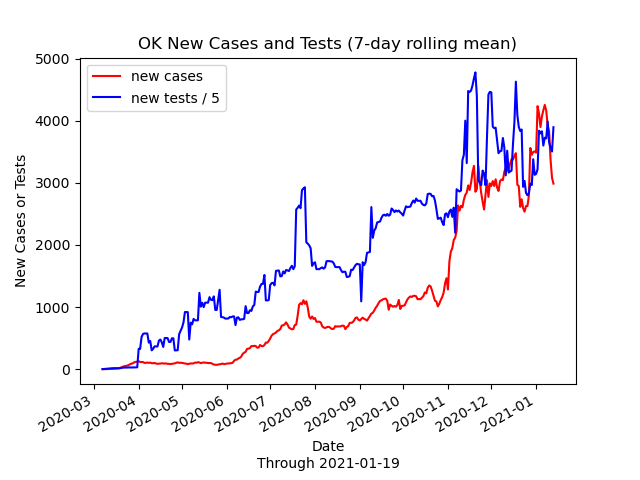 OK New Cases and Tests (7-day rolling mean)
new cases
new tests / 5
5000
4000
3000
2000
1000
0
New Cases or Tests
2020-03
2020-04
2020-05
2020-06
2020-07
2020-08
2020-09
2020-10
2020-11
2020-12
2021-01
Date
Through 2021-01-19